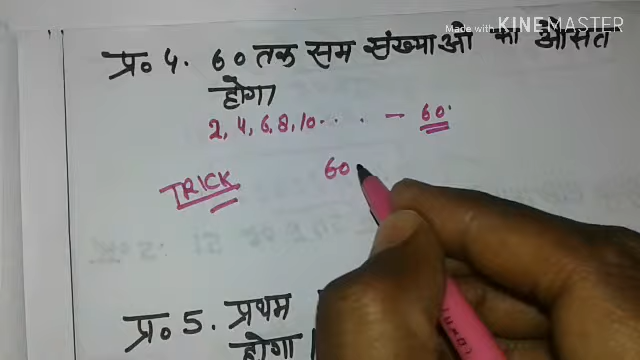 Made with KINEMASTER
प्र० 4. 60 तक सम संख्याओं का औसत
होगा
2, 4, 6, 8, 10 . . . . — 60.
TRICK 60
प्र० 5. प्रथम
होगा।